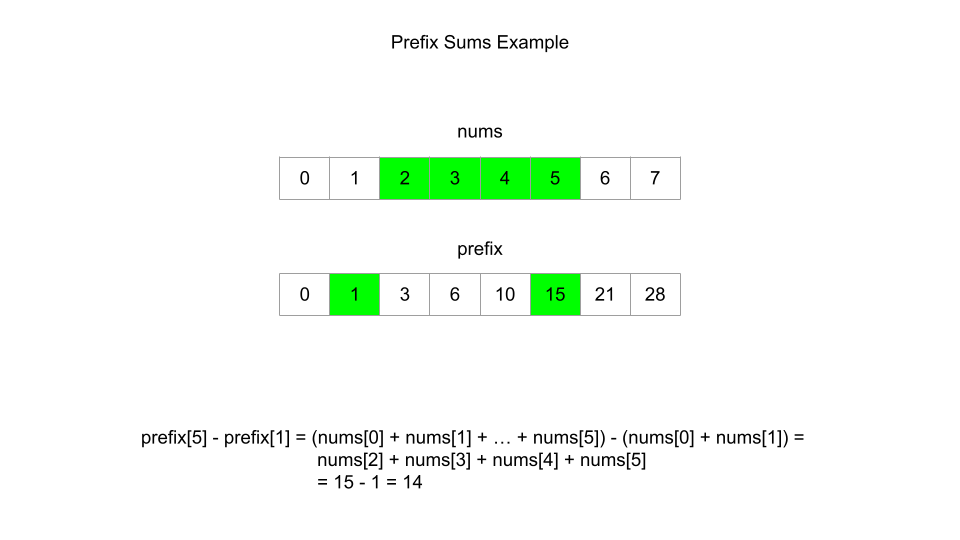 Prefix Sums Example
nums
0 1 2 3 4 5 6 7
prefix
0 1 3 6 10 15 21 28
prefix[5] - prefix[1] = (nums[0] + nums[1] + … + nums[5]) - (nums[0] + nums[1]) =
nums[2] + nums[3] + nums[4] + nums[5]
= 15 - 1 = 14